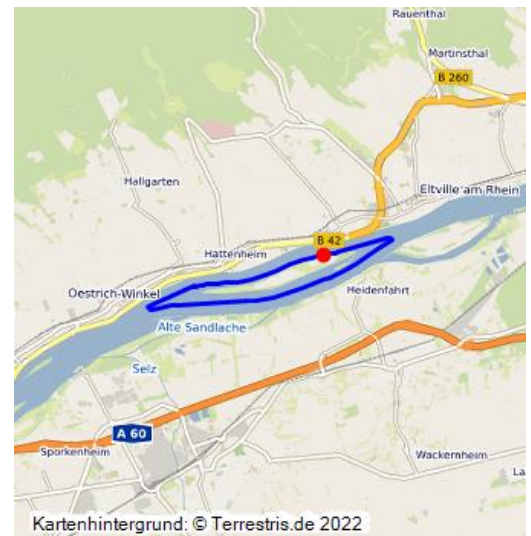 Rauenthal
Martinsthal
B 260
Hallgarten
Eltville am Rhein
B 42
Hattenheim
Oestrich-Winkel
Heidenfahrt
Alte Sandlache
Selz
A 60
Sporkenheim
Wackernheim
La
Kartenhintergrund: © Terrestris.de 2022